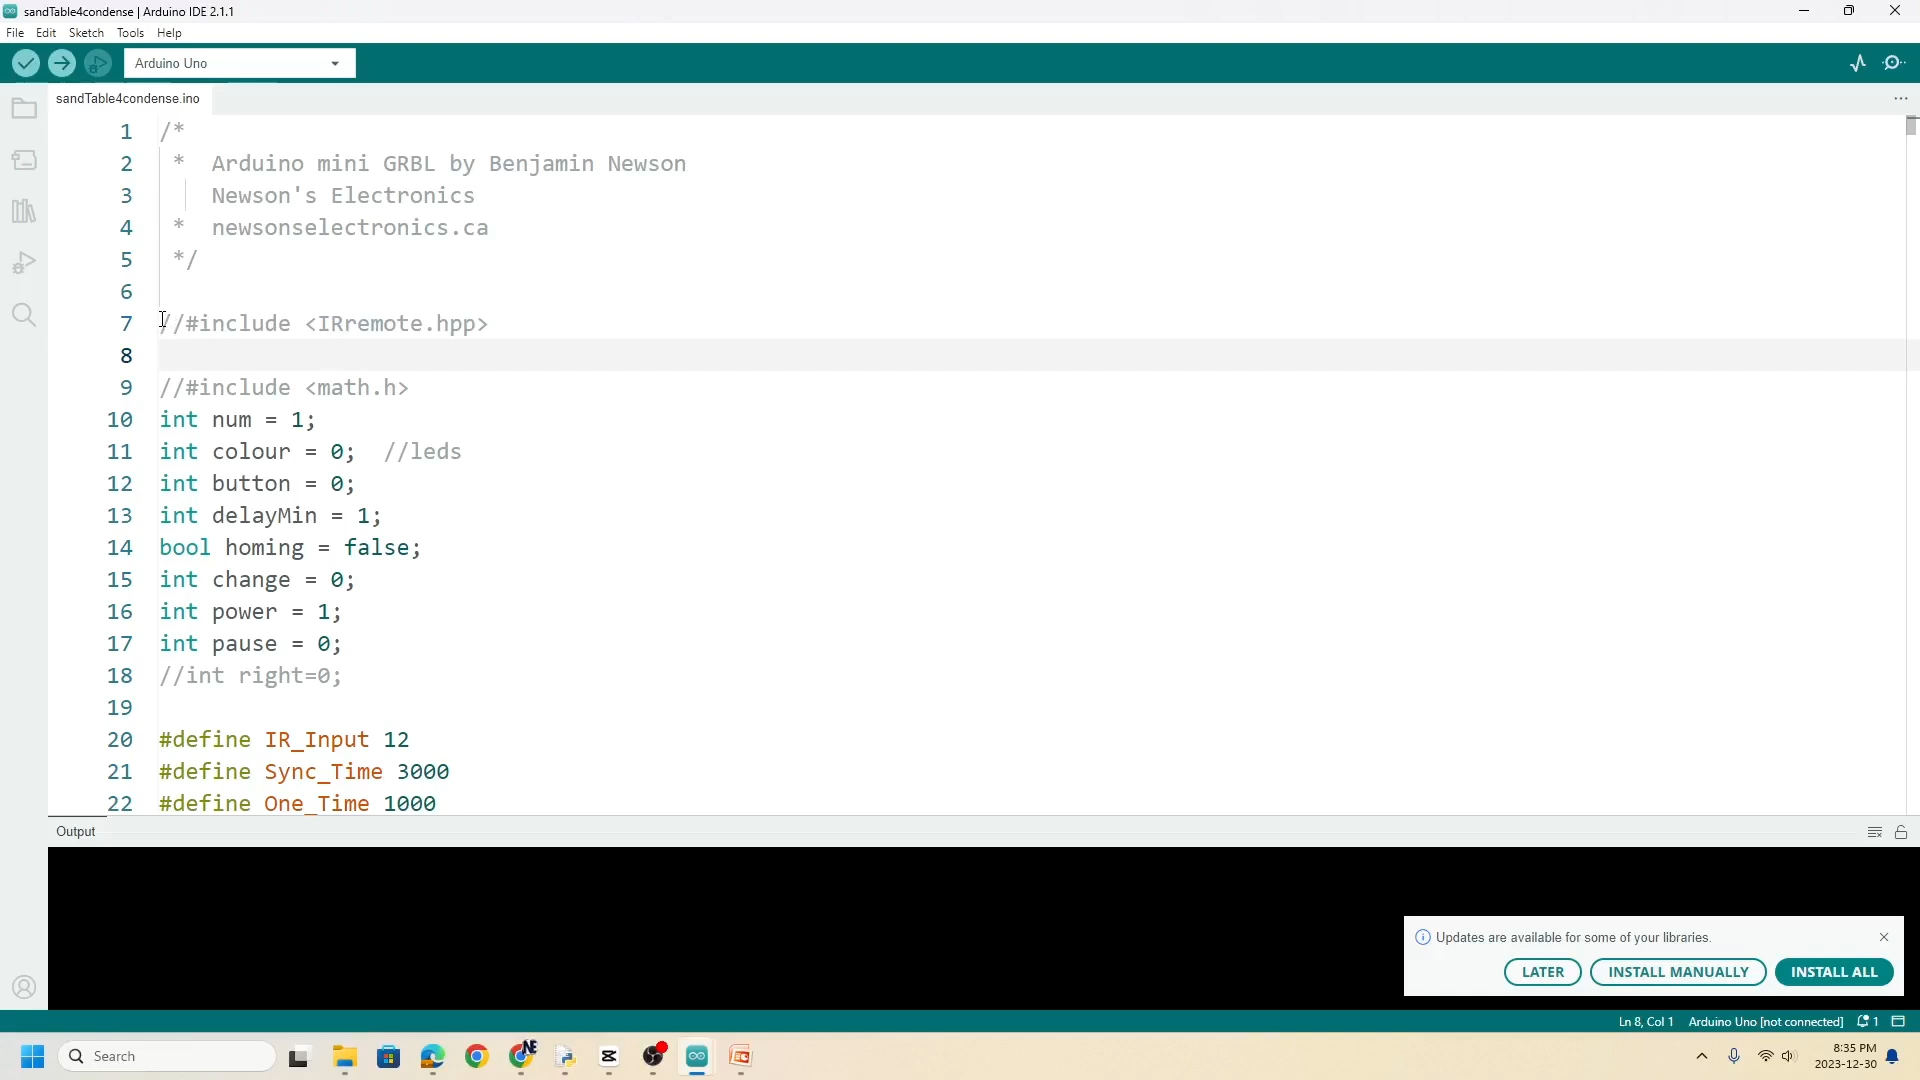 sandTable4condense | Arduino IDE 2.1.1
File Edit Sketch Tools Help
Arduino Uno
sandTable4condense.ino
1 /*
2 * Arduino mini GRBL by Benjamin Newson
3 Newson's Electronics
4 * newsonselectronics.ca
5 */
6
7 //#include <IRremote.hpp>
8
9 //#include <math.h>
10 int num = 1;
11 int colour = 0; //leds
12 int button = 0;
13 int delayMin = 1;
14 bool homing = false;
15 int change = 0;
16 int power = 1;
17 int pause = 0;
18 //int right=0;
19
20 #define IR_Input 12
21 #define Sync_Time 3000
22 #define One_Time 1000
Output
Updates are available for some of your libraries.
LATER INSTALL MANUALLY INSTALL ALL
Ln 8, Col 1 Arduino Uno [not connected] 1
Search
NE
8:35 PM
2023-12-30